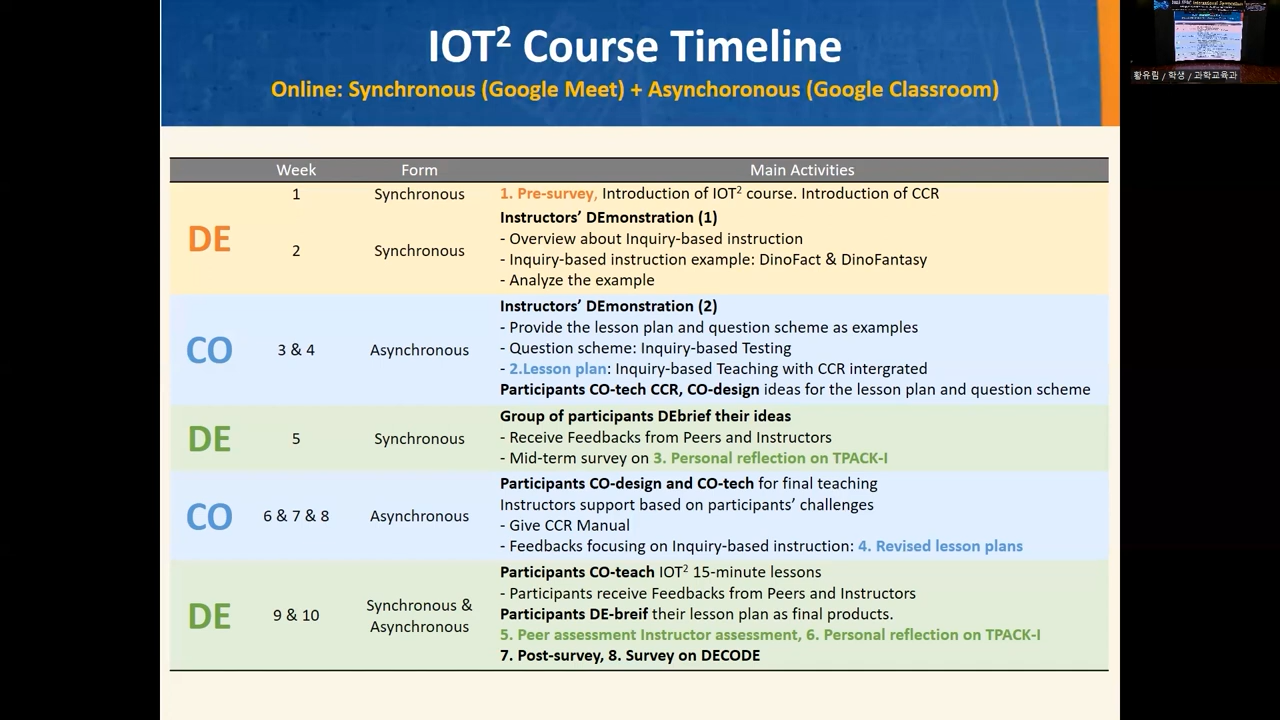 IOT² Course Timeline
Online: Synchronous (Google Meet) + Asynchoronous (Google Classroom)
황유림 / 학생 / 과학교육과
Week Form Main Activities
DE
1 Synchronous 1. Pre-survey, Introduction of IOT² course. Introduction of CCR
2 Synchronous
Instructors' DEmonstration (1)
- Overview about Inquiry-based instruction
- Inquiry-based instruction example: DinoFact & DinoFantasy
- Analyze the example
CO
3 & 4 Asynchronous
Instructors' DEmonstration (2)
- Provide the lesson plan and question scheme as examples
- Question scheme: Inquiry-based Testing
- 2.Lesson plan: Inquiry-based Teaching with CCR intergrated
Participants CO-tech CCR, CO-design ideas for the lesson plan and question scheme
DE
5 Synchronous
Group of participants DEbrief their ideas
- Receive Feedbacks from Peers and Instructors
- Mid-term survey on 3. Personal reflection on TPACK-I
CO
6 & 7 & 8 Asynchronous
Participants CO-design and CO-tech for final teaching
Instructors support based on participants' challenges
- Give CCR Manual
- Feedbacks focusing on Inquiry-based instruction: 4. Revised lesson plans
DE
9 & 10
Synchronous &
Asynchronous
Participants CO-teach IOT² 15-minute lessons
- Participants receive Feedbacks from Peers and Instructors
Participants DE-breif their lesson plan as final products.
5. Peer assessment Instructor assessment, 6. Personal reflection on TPACK-I
7. Post-survey, 8. Survey on DECODE